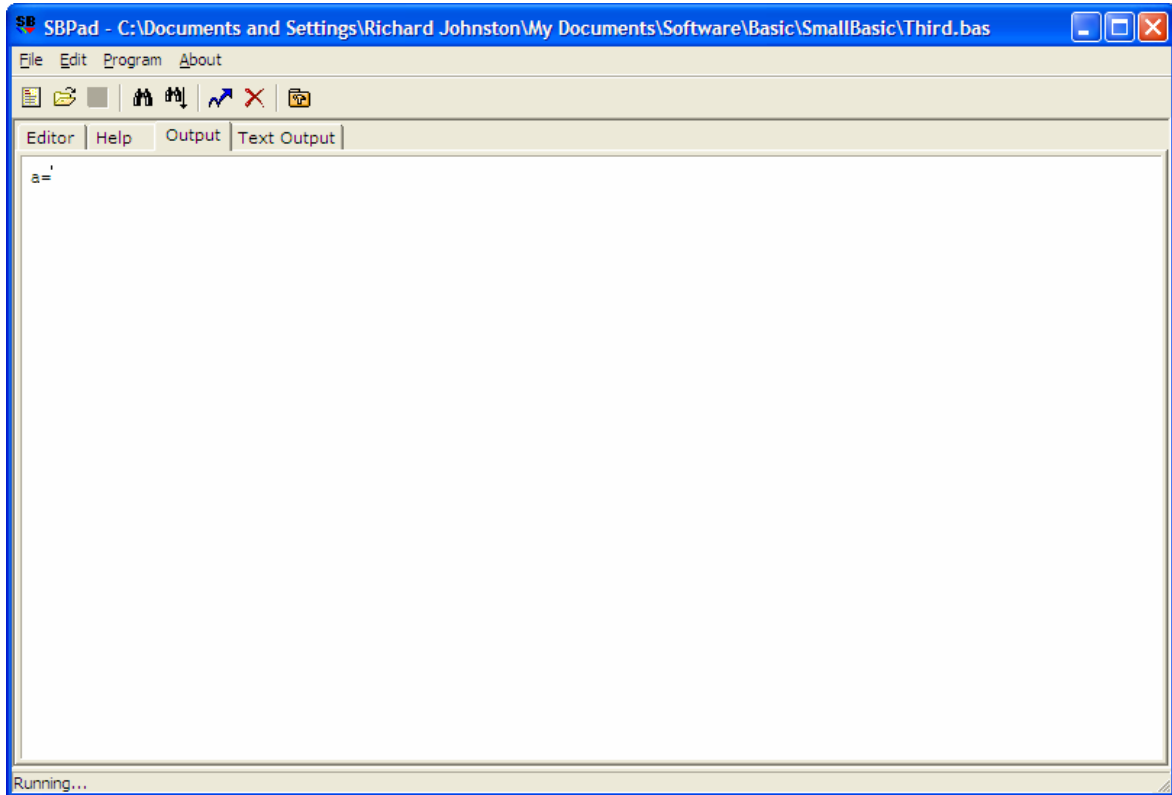 SB SBPad - C:\Documents and Settings\Richard Johnston\My Documents\Software\Basic\SmallBasic\Third.bas
File Edit Program About
Editor Help Output Text Output
a='
Running...